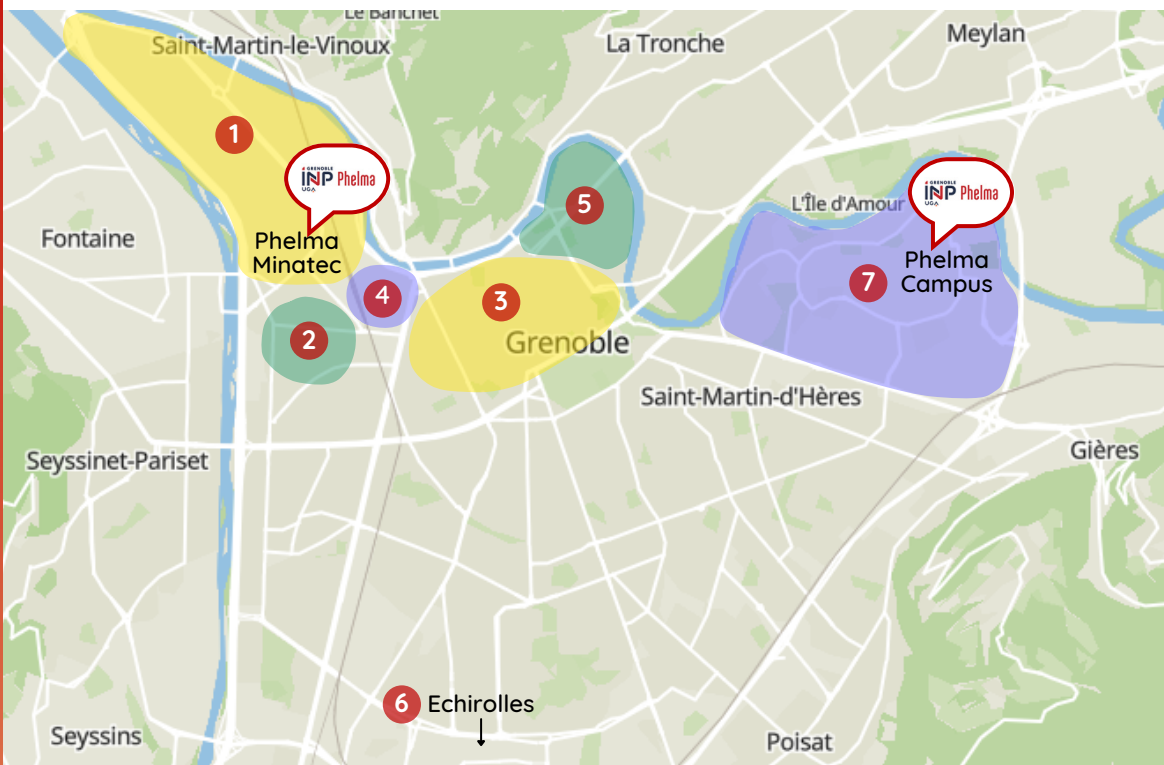 Le Banchet
Saint-Martin-le-Vinoux
La Tronche
Meylan
1
GRENOBLE
INP Phelma
UGA
5
GRENOBLE
INP Phelma
UGA
L'Île d'Amour
Fontaine
Phelma
Minatec
Phelma
Campus
7
4
3
2
Grenoble
Saint-Martin-d'Hères
Seyssinet-Pariset
Gières
6 Echirolles
Seyssins
Poisat